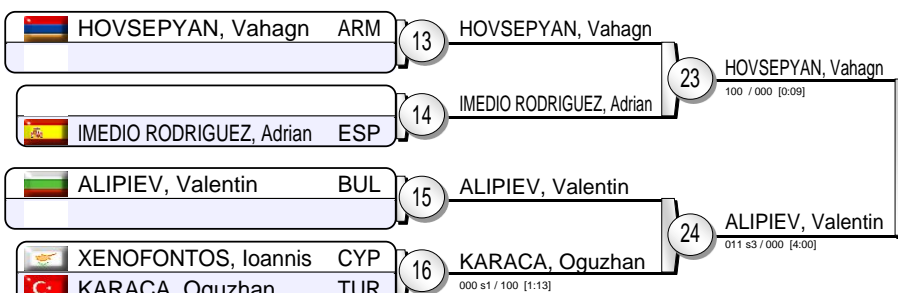 HOVSEPYAN, Vahagn ARM
13
HOVSEPYAN, Vahagn
23
HOVSEPYAN, Vahagn
100 / 000 [0:09]
14
IMEDIO RODRIGUEZ, Adrian
IMEDIO RODRIGUEZ, Adrian ESP
ALIPIEV, Valentin BUL
15
ALIPIEV, Valentin
24
ALIPIEV, Valentin
011 s3 / 000 [4:00]
XENOFONTOS, Ioannis CYP
16
KARACA, Oguzhan
000 s1 / 100 [1:13]
KARACA, Oguzhan TUR